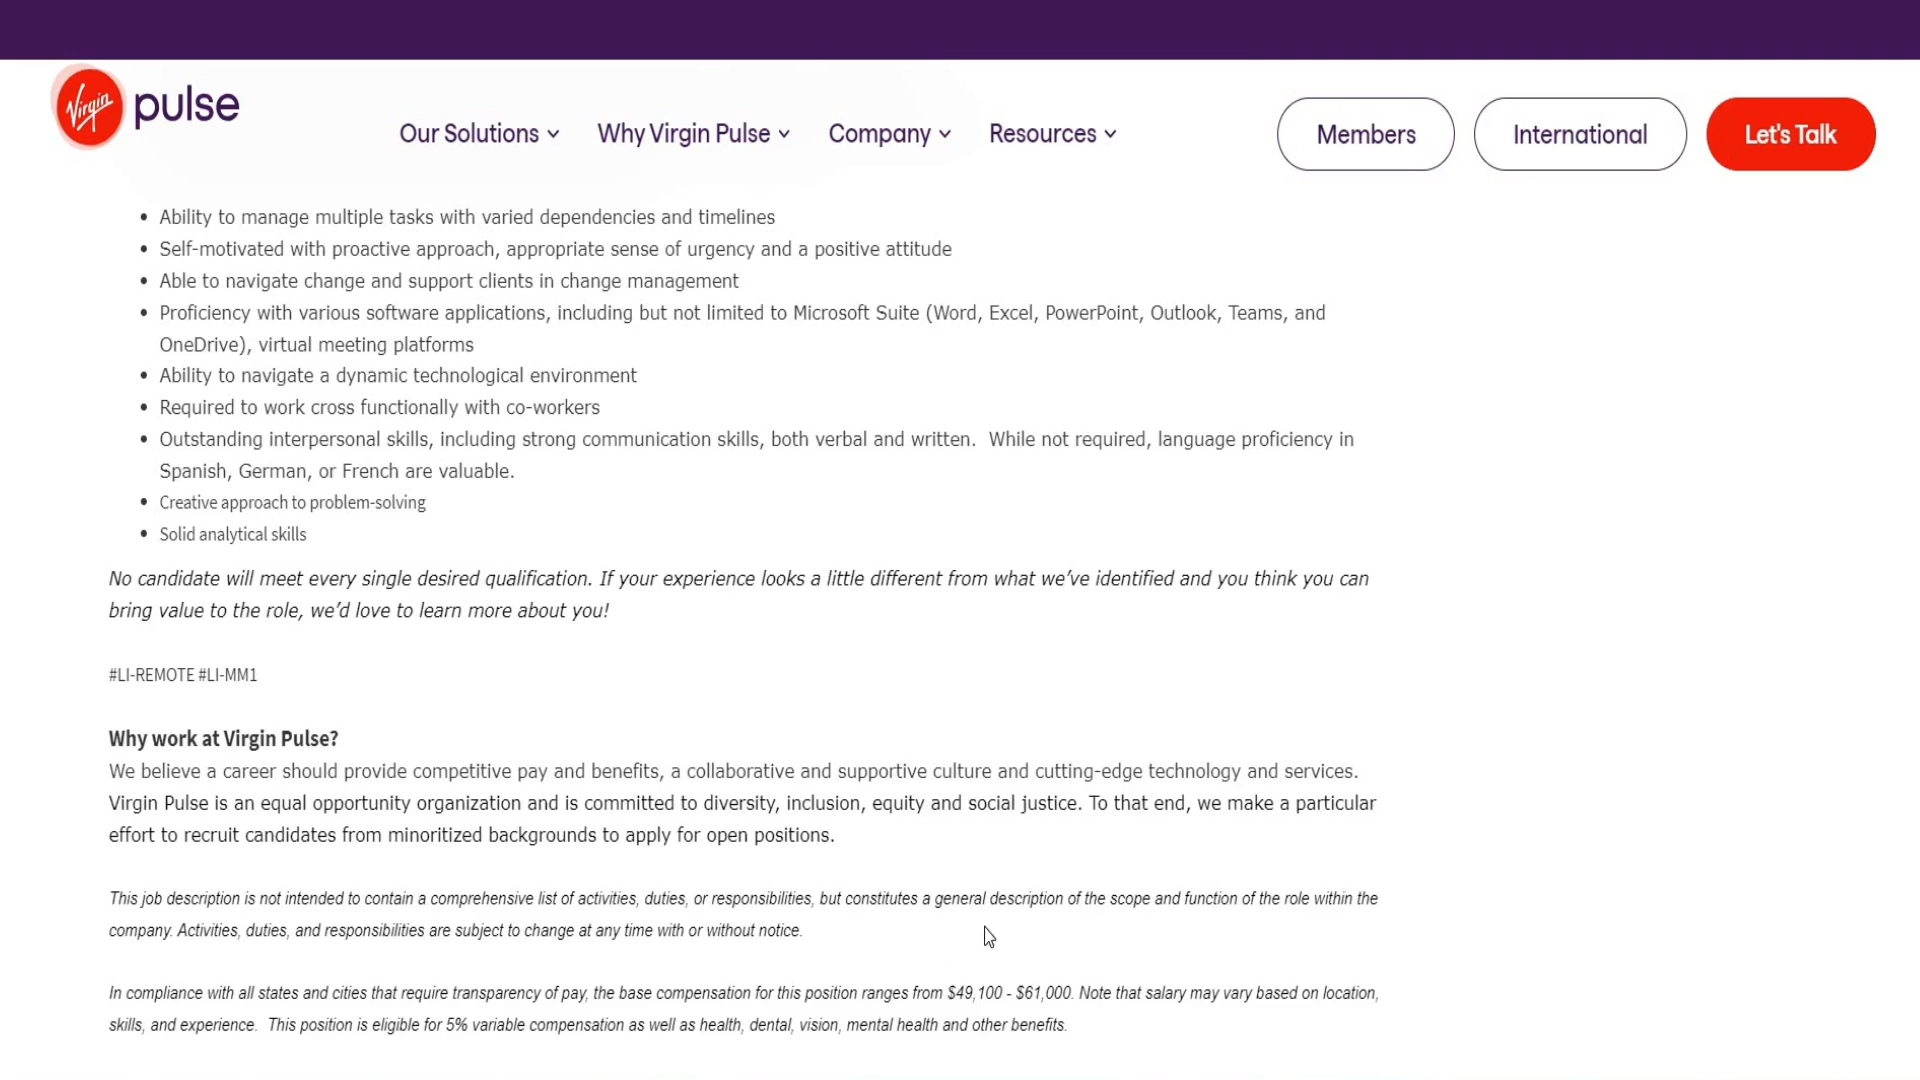 Virgin pulse
Our Solutions
Why Virgin Pulse
Company
Resources
Members
International
Let's Talk
• Ability to manage multiple tasks with varied dependencies and timelines
• Self-motivated with proactive approach, appropriate sense of urgency and a positive attitude
• Able to navigate change and support clients in change management
• Proficiency with various software applications, including but not limited to Microsoft Suite (Word, Excel, PowerPoint, Outlook, Teams, and
OneDrive), virtual meeting platforms
• Ability to navigate a dynamic technological environment
• Required to work cross functionally with co-workers
• Outstanding interpersonal skills, including strong communication skills, both verbal and written.  While not required, language proficiency in
Spanish, German, or French are valuable.
• Creative approach to problem-solving
• Solid analytical skills
No candidate will meet every single desired qualification. If your experience looks a little different from what we’ve identified and you think you can
bring value to the role, we’d love to learn more about you!
#LI-REMOTE #LI-MM1
Why work at Virgin Pulse?
We believe a career should provide competitive pay and benefits, a collaborative and supportive culture and cutting-edge technology and services.
Virgin Pulse is an equal opportunity organization and is committed to diversity, inclusion, equity and social justice. To that end, we make a particular
effort to recruit candidates from minoritized backgrounds to apply for open positions.
This job description is not intended to contain a comprehensive list of activities, duties, or responsibilities, but constitutes a general description of the scope and function of the role within the
company. Activities, duties, and responsibilities are subject to change at any time with or without notice.
In compliance with all states and cities that require transparency of pay, the base compensation for this position ranges from $49,100 - $61,000. Note that salary may vary based on location,
skills, and experience.  This position is eligible for 5% variable compensation as well as health, dental, vision, mental health and other benefits.